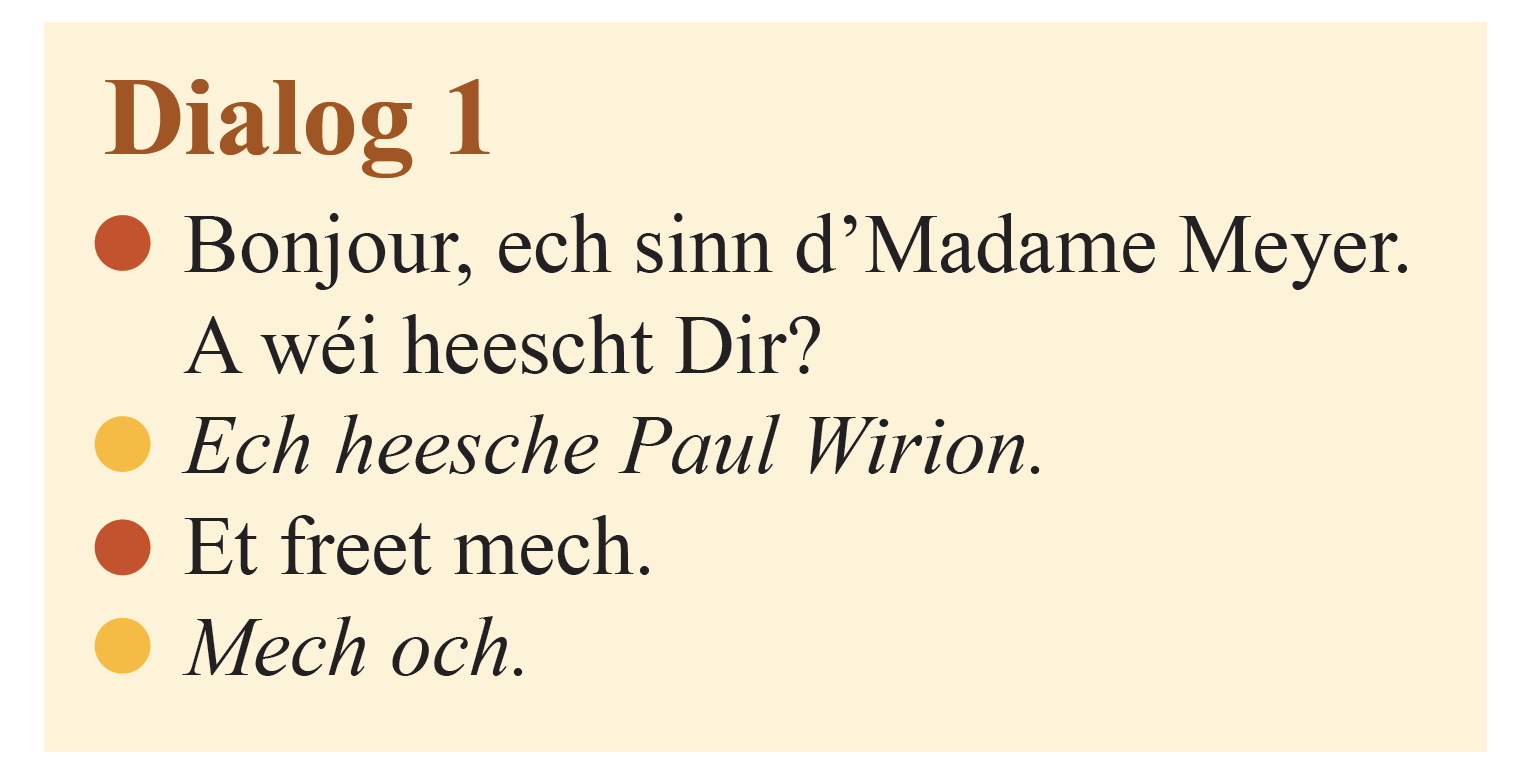 Dialog 1
Bonjour, ech sinn d’Madame Meyer.
A wéi heescht Dir?
Ech heesche Paul Wirion.
Et freet mech.
Mech och.